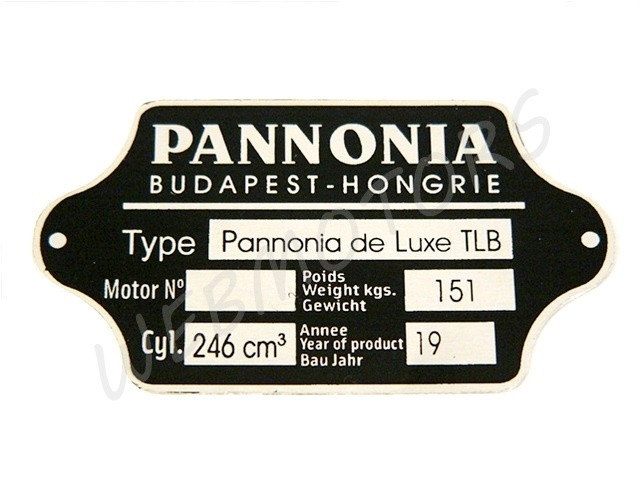 PANNONIA
BUDAPEST-HONGRIE
Type Pannonia de Luxe TLB
Motor Nº
Poids
Weight kgs.
Gewicht
151
Cyl. 246 cm³
Annee
Year of product
Bau Jahr
19
WEBMOTORS